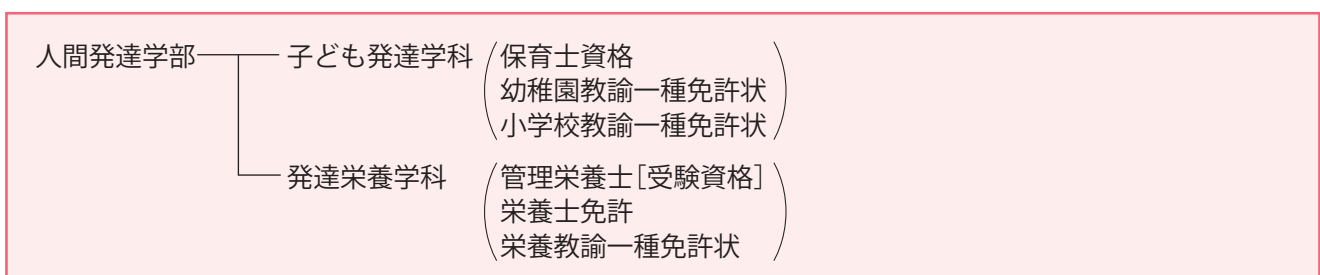 人間発達学部 子ども発達学科 保育士資格
幼稚園教諭一種免許状
小学校教諭一種免許状
発達栄養学科 管理栄養士[受験資格]
栄養士免許
栄養教諭一種免許状